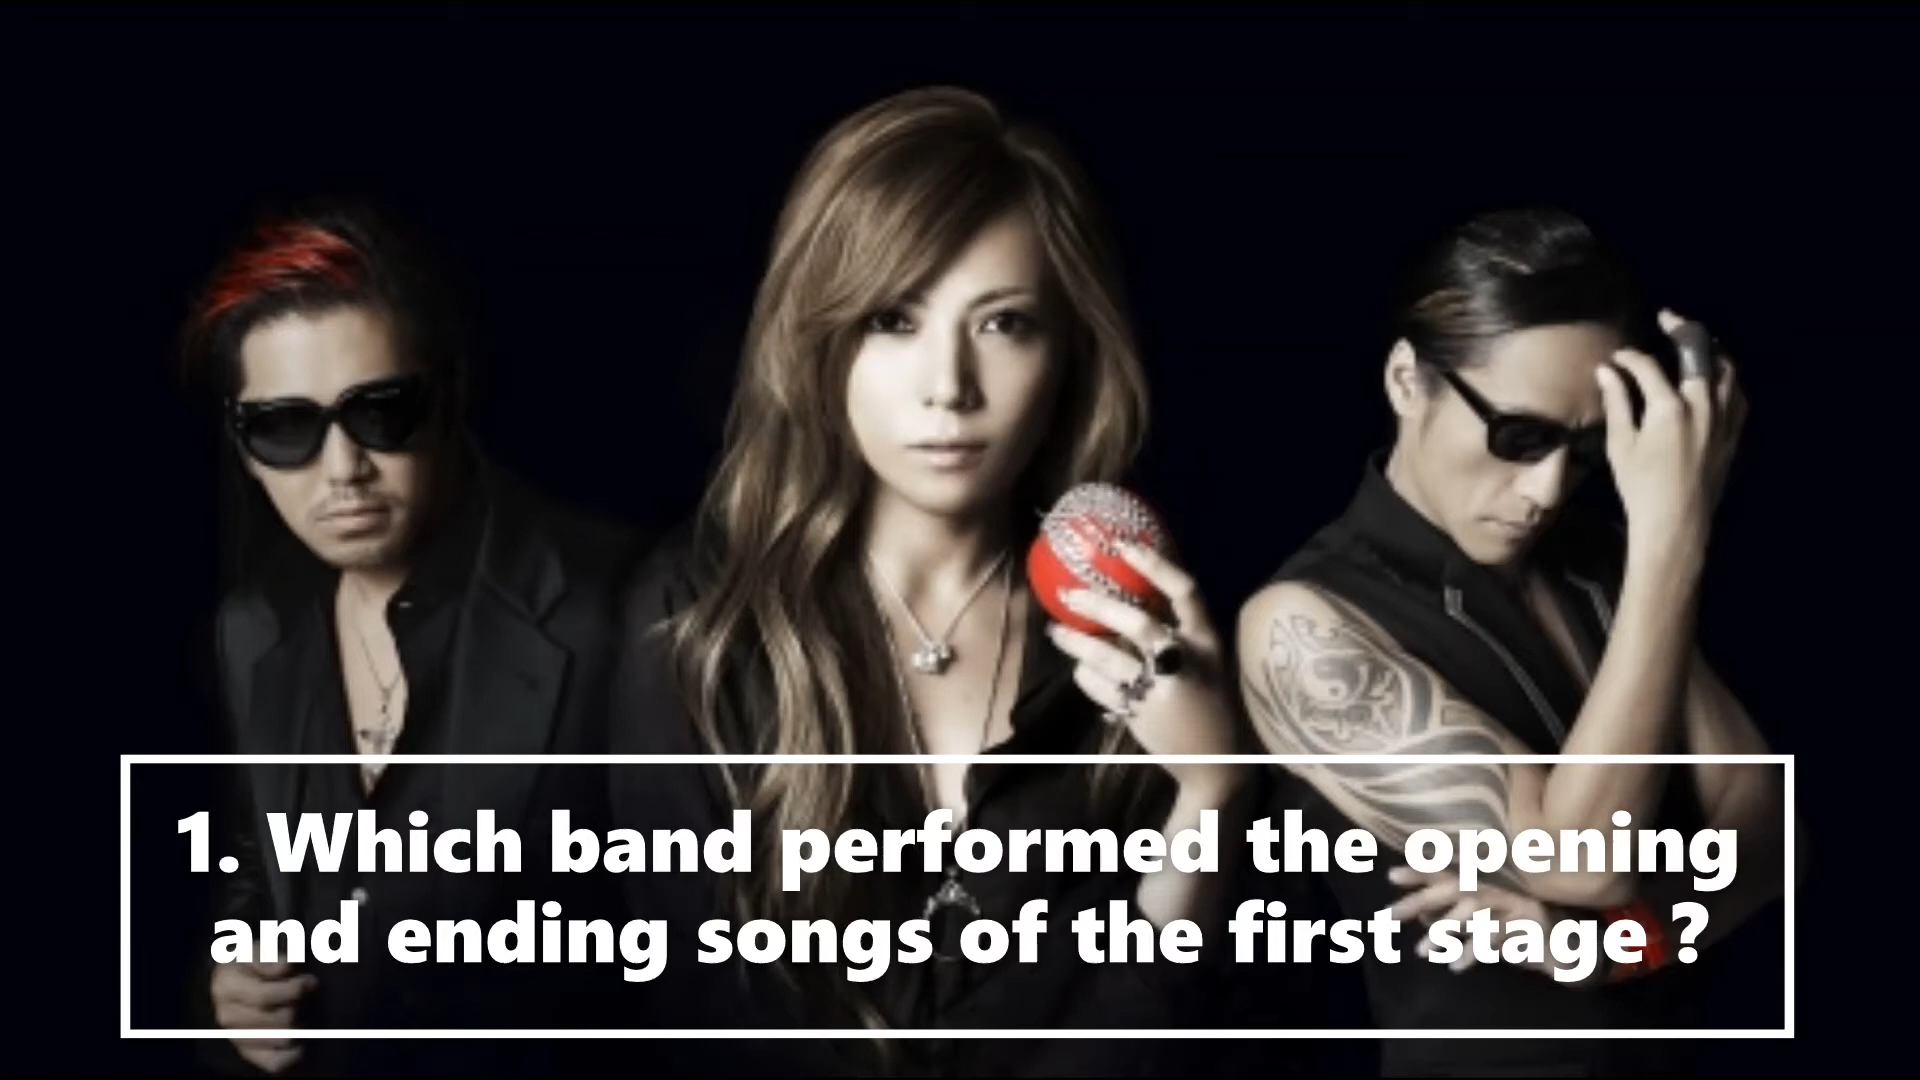 1. Which band performed the opening
and ending songs of the first stage ?